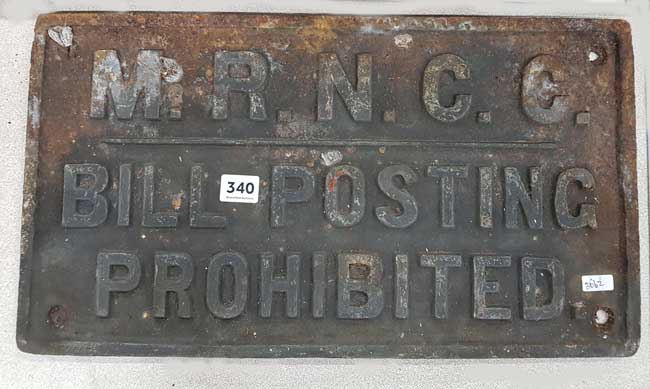 M. R. N. C. C.
BILL POSTING
340
PROHIBITED.